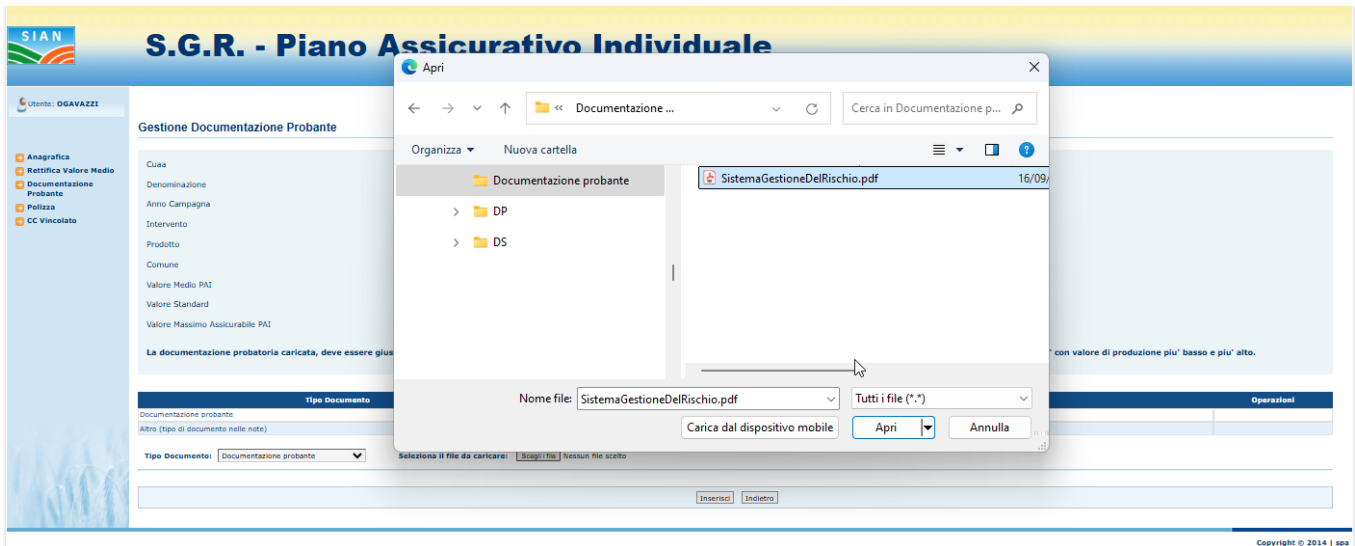 SIAN
S.G.R. - Piano Assicurativo Individuale
Utente: OGAVAZZI
Anagrafica
Rettifica Valore Medio
Documentazione
Probante
Polizza
CC Vincolato
Gestione Documentazione Probante
Cuaa
Denominazione
Anno Campagna
Intervento
Prodotto
Comune
Valore Medio PAI
Valore Standard
Valore Massimo Assicurabile PAI
La documentazione probatoria caricata, deve essere gius
' con valore di produzione piu' basso e piu' alto.
Apri
« Documentazione ...
Cerca in Documentazione p...
Organizza
Nuova cartella
Documentazione probante
DP
DS
SistemaGestioneDelRischio.pdf 16/09/
Nome file: SistemaGestioneDelRischio.pdf
Tutti i file (*.*)
Carica dal dispositivo mobile
Apri
Annulla
Tipo Documento
Operazioni
Documentazione probante
Altro (tipo di documento nelle note)
Tipo Documento: Documentazione probante
Seleziona il file da caricare: Scegli i file Nessun file scelto
Inserisci Indietro
Copyright © 2014 | spa